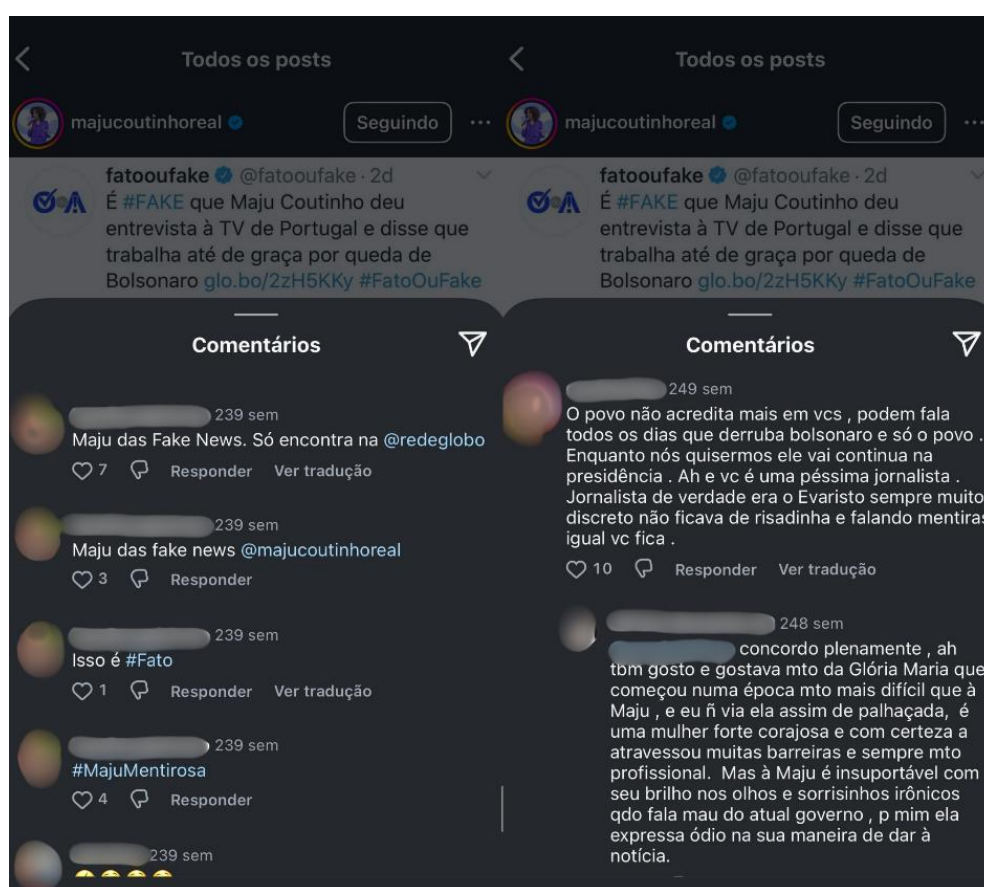 Todos os posts
majucoutinhoreal
Seguindo
fatooufake @fatooufake · 2d
É #FAKE que Maju Coutinho deu
entrevista à TV de Portugal e disse que
trabalha até de graça por queda de
Bolsonaro glo.bo/2zH5KKy #FatoOuFake
Comentários
239 sem
Maju das Fake News. Só encontra na @redeglobo
7 Responder Ver tradução
239 sem
Maju das fake news @majucoutinhoreal
3 Responder
239 sem
Isso é #Fato
1 Responder Ver tradução
239 sem
#MajuMentirosa
4 Responder
239 sem
Todos os posts
majucoutinhoreal
Seguindo
fatooufake @fatooufake · 2d
É #FAKE que Maju Coutinho deu
entrevista à TV de Portugal e disse que
trabalha até de graça por queda de
Bolsonaro glo.bo/2zH5KKy #FatoOuFake
Comentários
249 sem
O povo não acredita mais em vcs , podem fala
todos os dias que derruba bolsonaro e só o povo .
Enquanto nós quisermos ele vai continua na
presidência . Ah e vc é uma péssima jornalista .
Jornalista de verdade era o Evaristo sempre muito
discreto não ficava de risadinha e falando mentiras
igual vc fica .
10 Responder Ver tradução
248 sem
concordo plenamente , ah
tbm gosto e gostava mto da Glória Maria que
começou numa época mto mais difícil que à
Maju , e eu ñ via ela assim de palhaçada, é
uma mulher forte corajosa e com certeza a
atravessou muitas barreiras e sempre mto
profissional. Mas à Maju é insuportável com
seu brilho nos olhos e sorrisinhos irônicos
qdo fala mau do atual governo , p mim ela
expressa ódio na sua maneira de dar à
notícia.